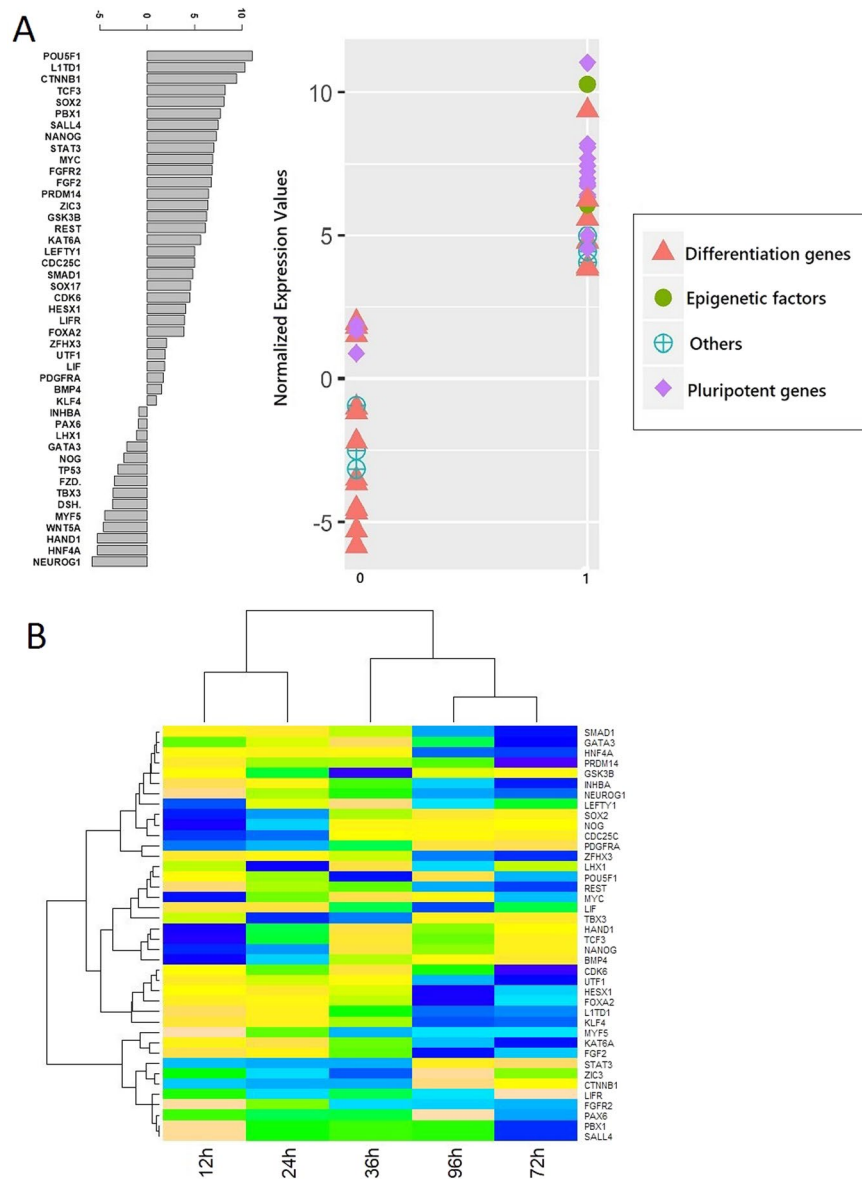 A
-5 0 5 10
POU5F1
L1TD1
CTNNB1
TCF3
SOX2
PBX1
SALL4
NANOG
STAT3
MYC
FGFR2
FGF2
PRDM14
ZIC3
GSK3B
REST
KAT6A
LEFTY1
CDC25C
SMAD1
SOX17
CDK6
HESX1
LIFR
FOXA2
ZFHX3
UTF1
LIF
PDGFRA
BMP4
KLF4
INHBA
PAX6
LHX1
GATA3
NOG
TP53
FZD.
TBX3
DSH.
MYF5
WNT5A
HAND1
HNF4A
NEUROG1
Normalized Expression Values
10
5
0
-5
0 1
Differentiation genes
Epigenetic factors
Others
Pluripotent genes
B
SMAD1
GATA3
HNF4A
PRDM14
GSK3B
INHBA
NEUROG1
LEFTY1
SOX2
NOG
CDC25C
PDGFRA
ZFHX3
LHX1
POU5F1
REST
MYC
LIF
TBX3
HAND1
TCF3
NANOG
BMP4
CDK6
UTF1
HESX1
FOXA2
L1TD1
KLF4
MYF5
KAT6A
FGF2
STAT3
ZIC3
CTNNB1
LIFR
FGFR2
PAX6
PBX1
SALL4
12h 24h 36h 96h 72h